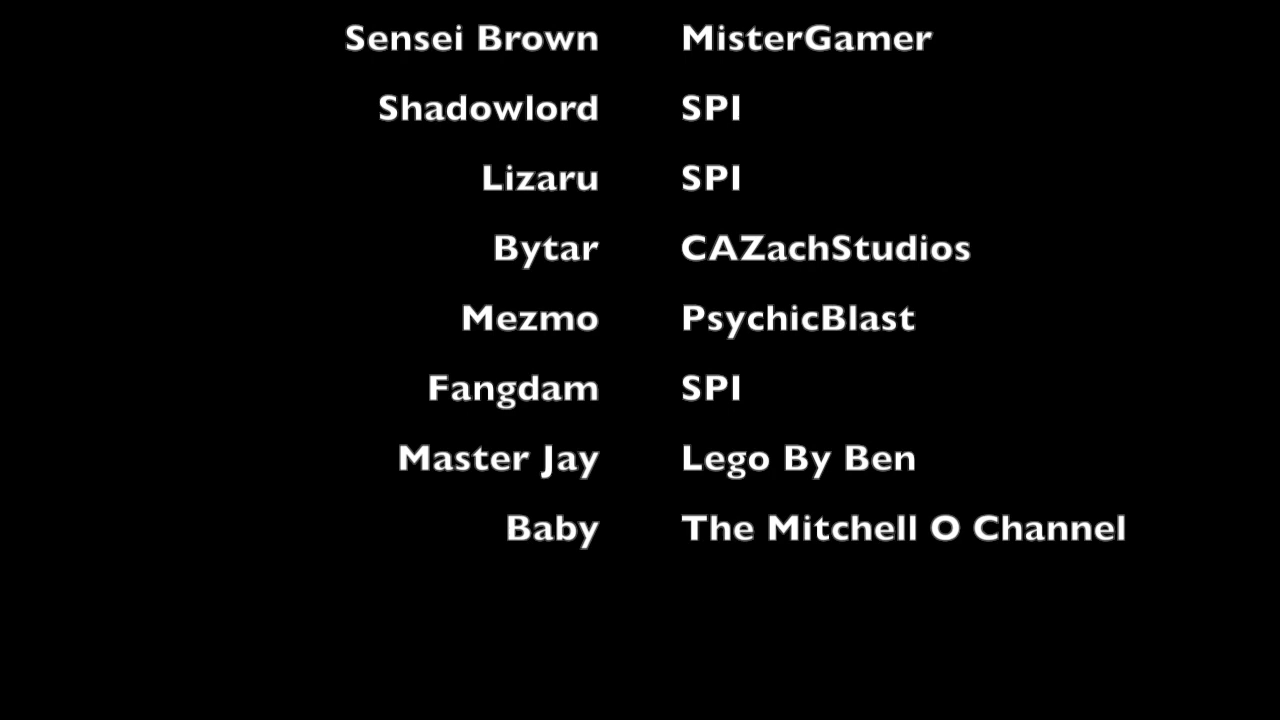 Sensei Brown MisterGamer
Shadowlord SPI
Lizaru SPI
Bytar CAZachStudios
Mezmo PsychicBlast
Fangdam SPI
Master Jay Lego By Ben
Baby The Mitchell O Channel